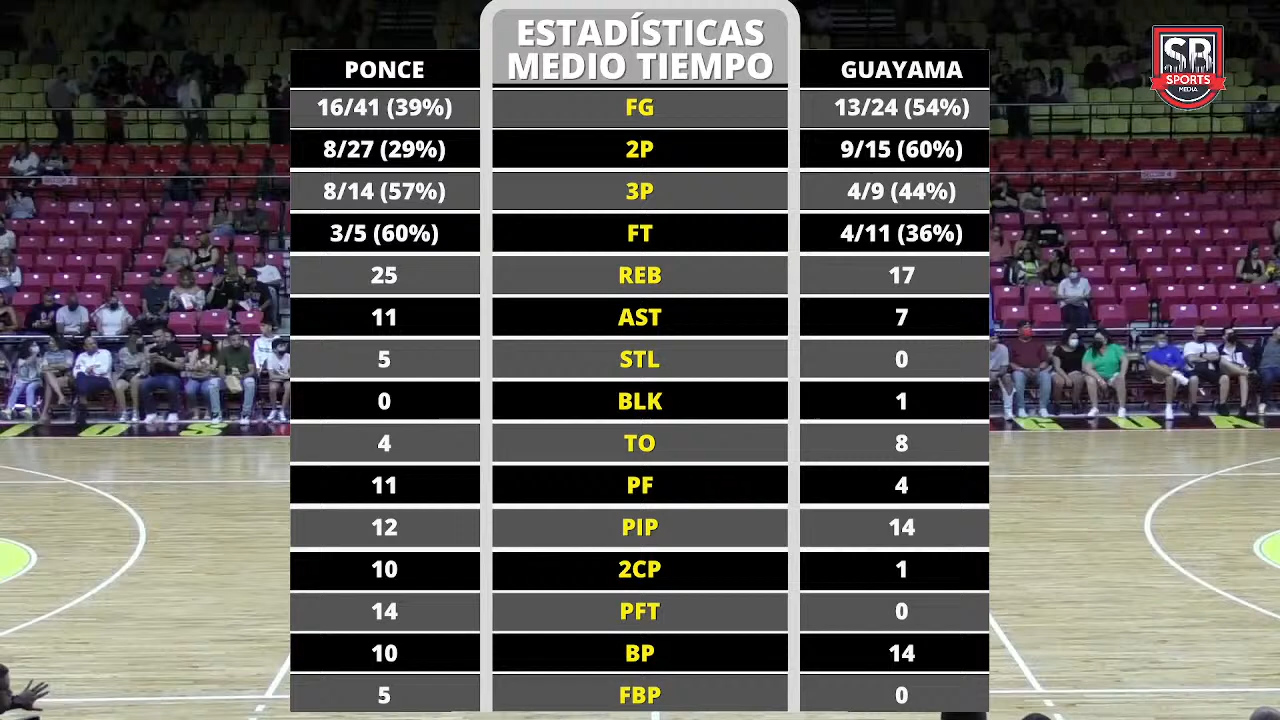 ESTADÍSTICAS
MEDIO TIEMPO
PONCE GUAYAMA
16/41 (39%) FG 13/24 (54%)
8/27 (29%) 2P 9/15 (60%)
8/14 (57%) 3P 4/9 (44%)
3/5 (60%) FT 4/11 (36%)
25 REB 17
11 AST 7
5 STL 0
0 BLK 1
4 TO 8
11 PF 4
12 PIP 14
10 2CP 1
14 PFT 0
10 BP 14
5 FBP 0
SR
SPORTS
MEDIA
GUA